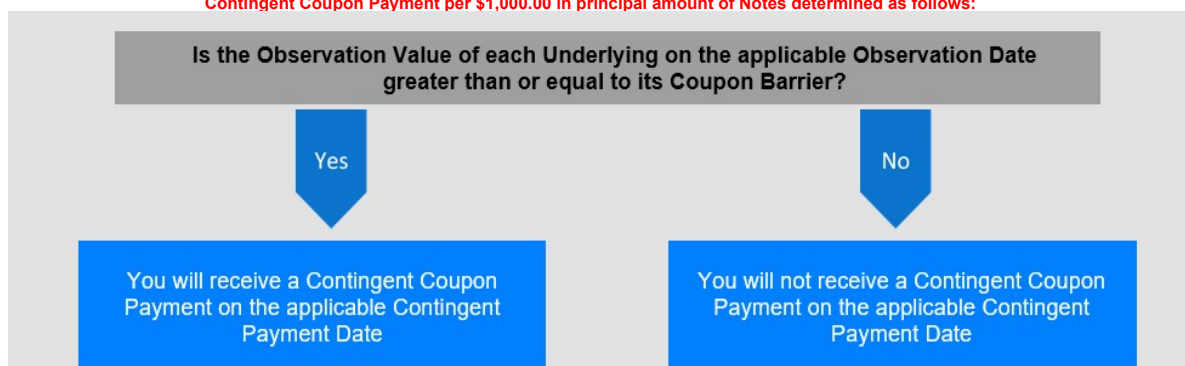 Contingent Coupon Payment per $1,000.00 in principal amount of Notes determined as follows:
Is the Observation Value of each Underlying on the applicable Observation Date
greater than or equal to its Coupon Barrier?
Yes
No
You will receive a Contingent Coupon
Payment on the applicable Contingent
Payment Date
You will not receive a Contingent Coupon
Payment on the applicable Contingent
Payment Date